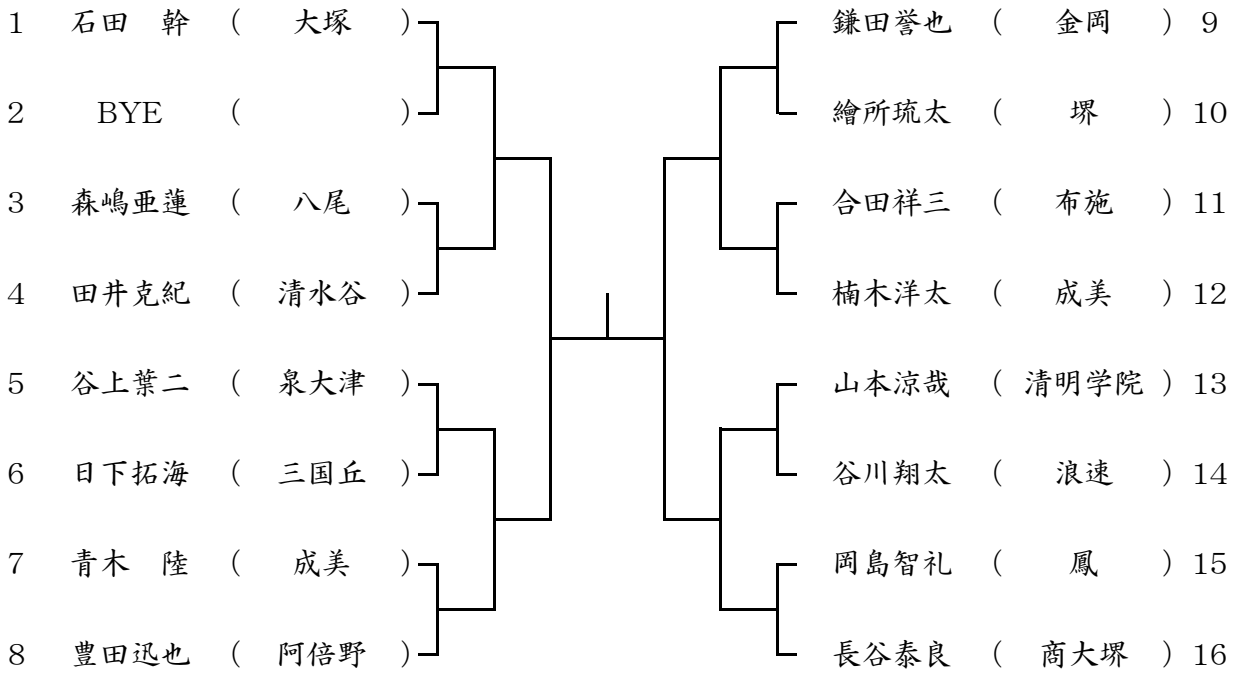 1 石田 幹 ( 大塚 ) 鎌田誉也 ( 金岡 ) 9
2 BYE ( ) 繪所琉太 ( 堺 ) 10
3 森嶋亜蓮 ( 八尾 ) 合田祥三 ( 布施 ) 11
4 田井克紀 ( 清水谷 ) 楠木洋太 ( 成美 ) 12
5 谷上葉二 ( 泉大津 ) 山本涼哉 ( 清明学院 ) 13
6 日下拓海 ( 三国丘 ) 谷川翔太 ( 浪速 ) 14
7 青木 陸 ( 成美 ) 岡島智礼 ( 鳳 ) 15
8 豊田迅也 ( 阿倍野 ) 長谷泰良 ( 商大堺 ) 16